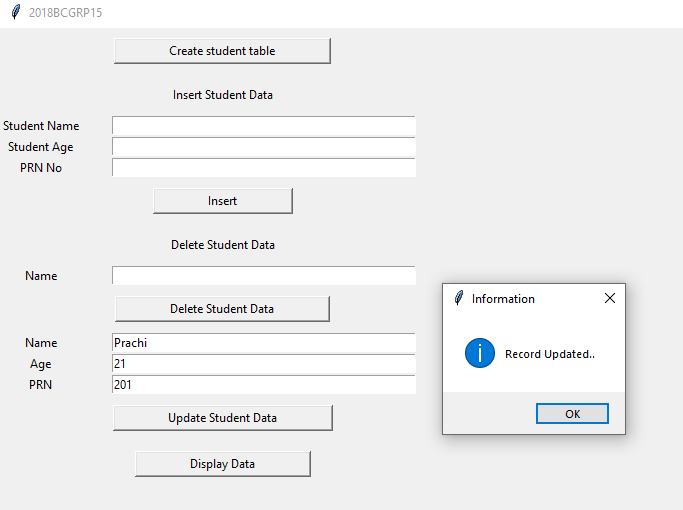 2018BCGRP15
Create student table
Insert Student Data
Student Name
Student Age
PRN No
Insert
Delete Student Data
Name
Delete Student Data
Name Prachi
Age 21
PRN 201
Update Student Data
Display Data
Information
Record Updated..
OK